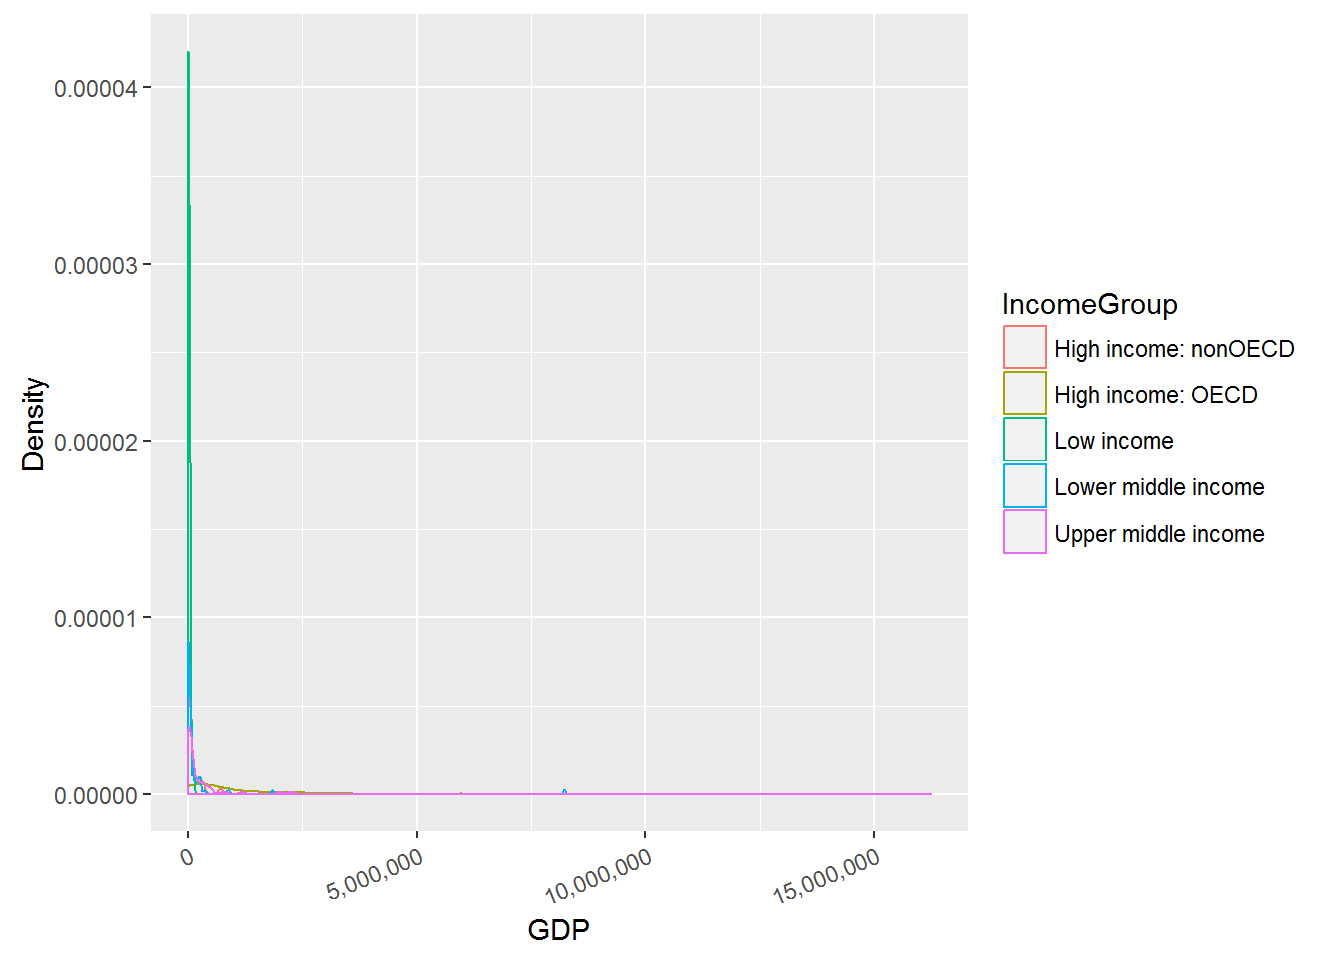 0.00004
0.00003
0.00002
0.00001
0.00000
Density
0
5,000,000
10,000,000
15,000,000
GDP
IncomeGroup
High income: nonOECD
High income: OECD
Low income
Lower middle income
Upper middle income